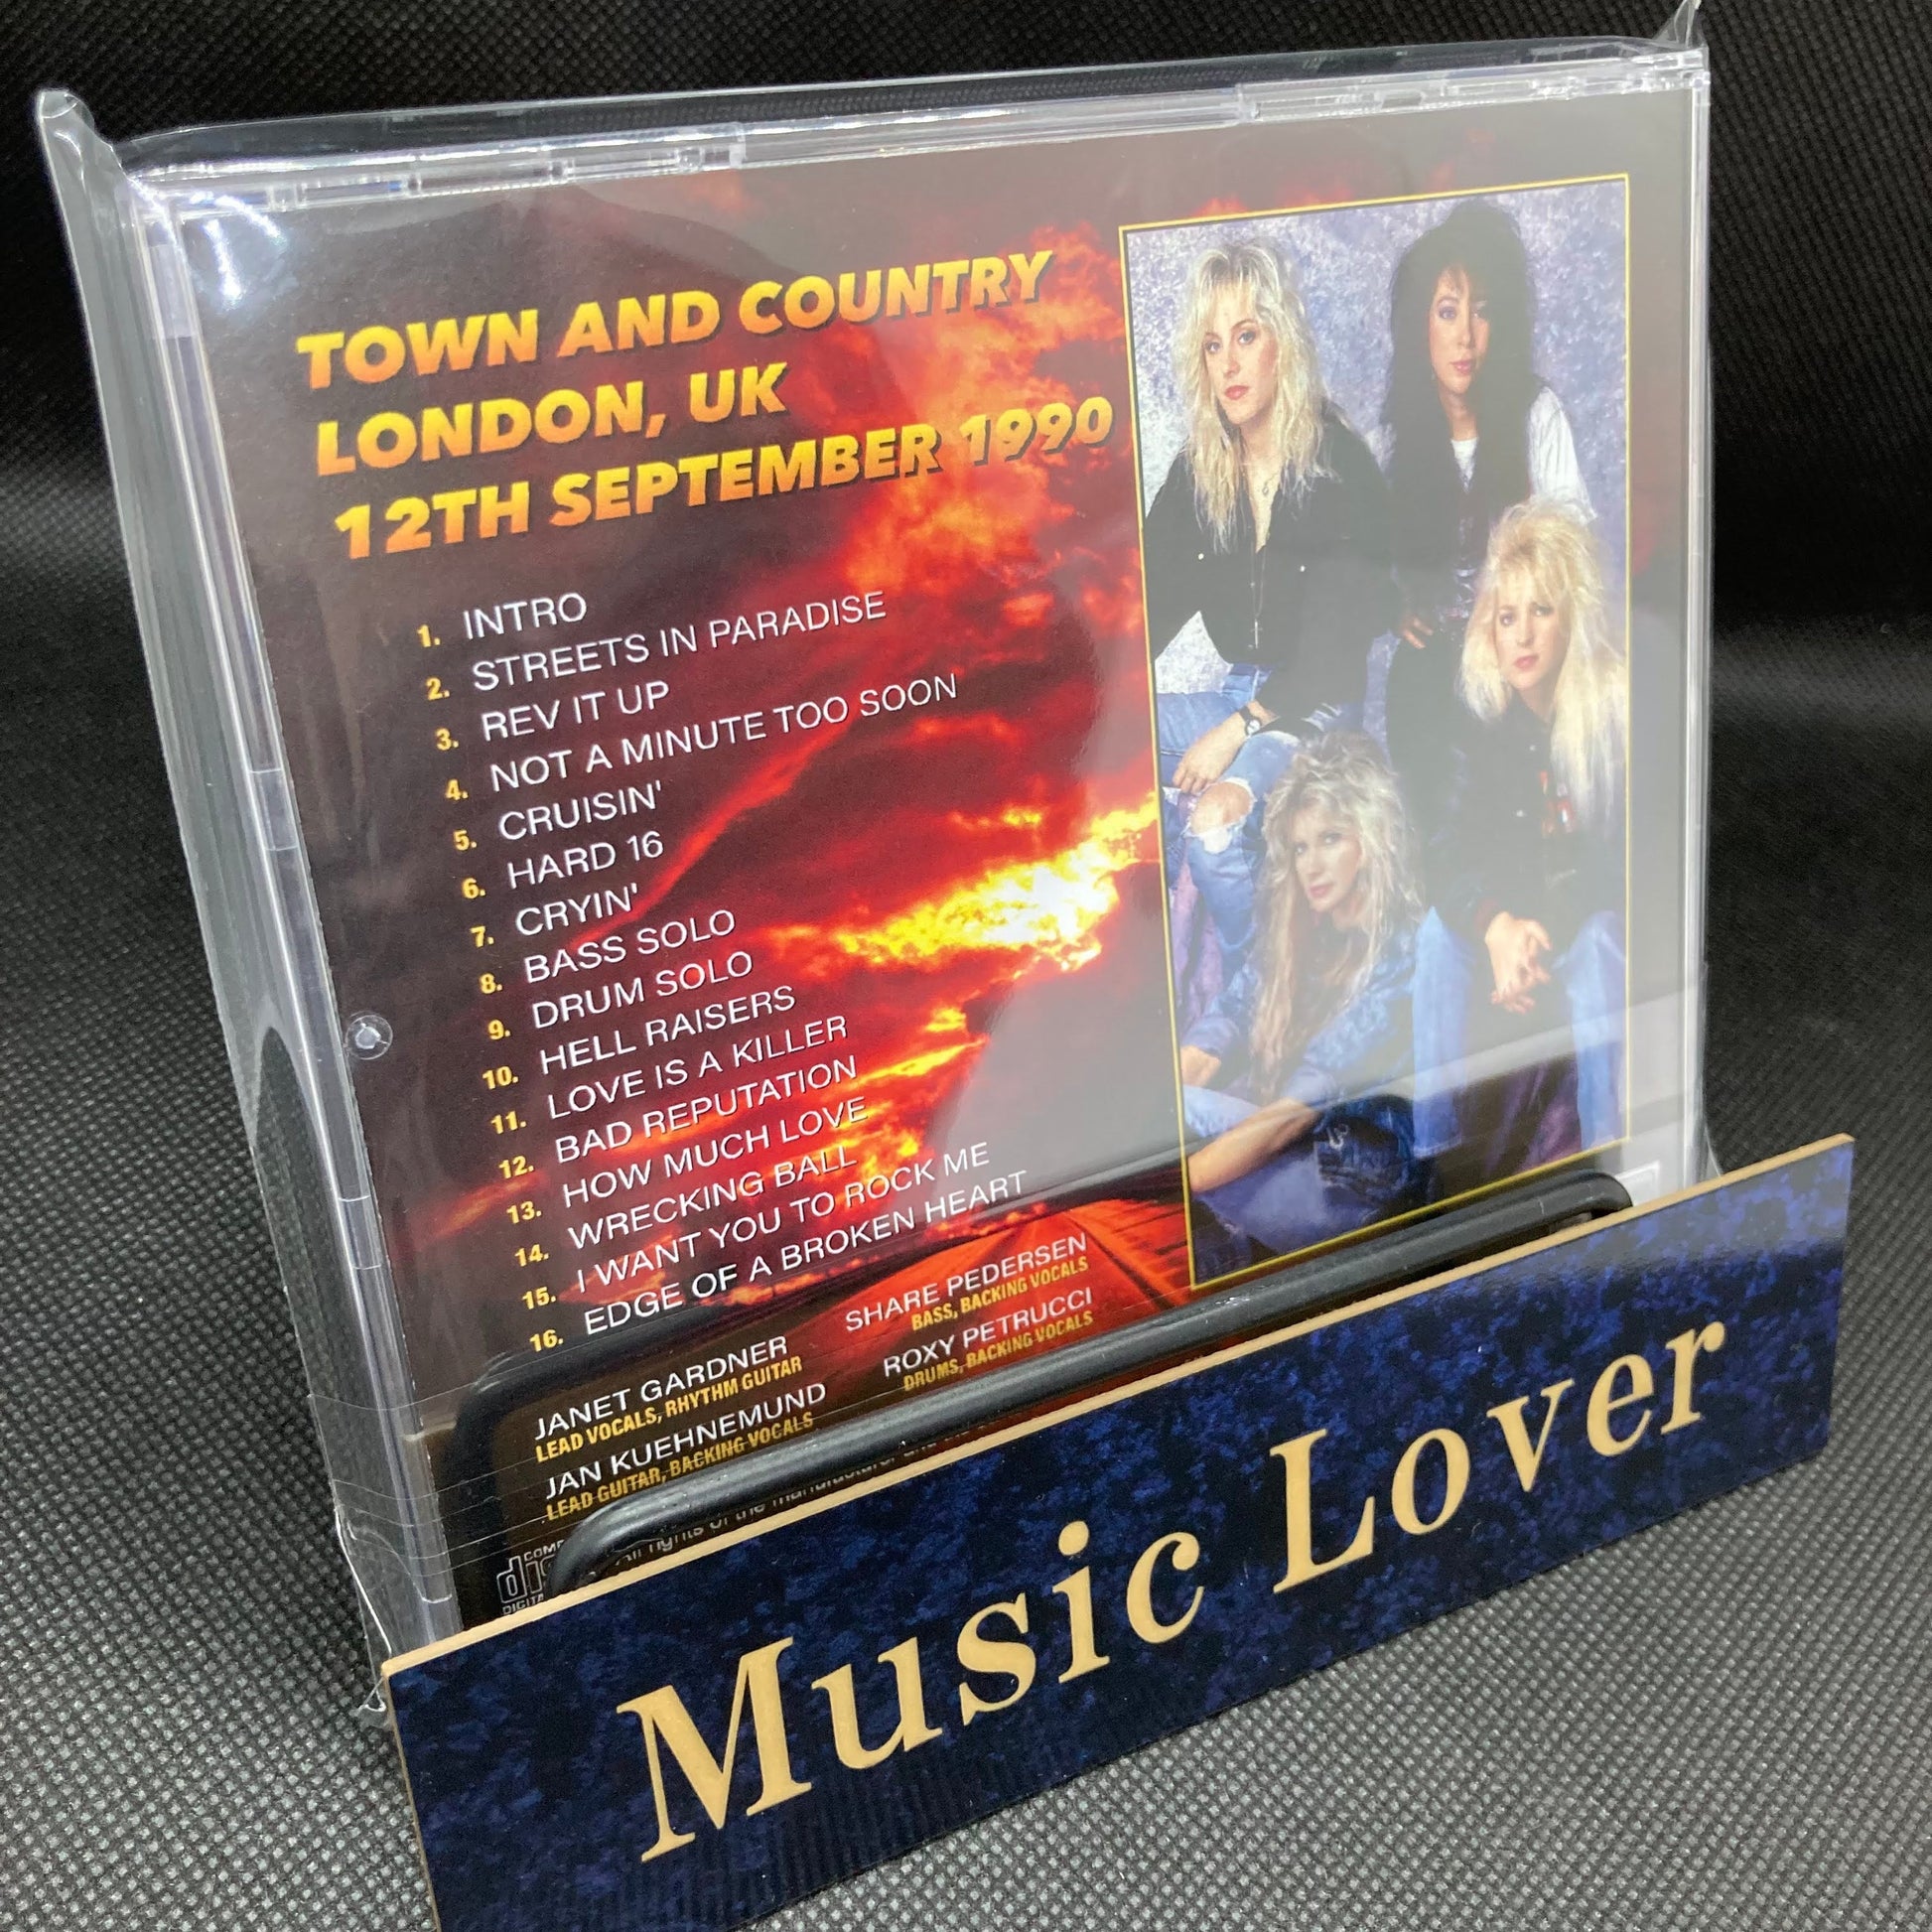 TOWN AND COUNTRY
LONDON, UK
12TH SEPTEMBER 1990
1. INTRO
2. STREETS IN PARADISE
3. REV IT UP
4. NOT A MINUTE TOO SOON
5. CRUISIN'
6. HARD 16
7. CRYIN'
8. BASS SOLO
9. DRUM SOLO
10. HELL RAISERS
11. LOVE IS A KILLER
12. BAD REPUTATION
13. HOW MUCH LOVE
14. WRECKING BALL
15. I WANT YOU TO ROCK ME
16. EDGE OF A BROKEN HEART
JANET GARDNER
LEAD VOCALS, RHYTHM GUITAR
JAN KUEHNEMUND
LEAD GUITAR, BACKING VOCALS
SHARE PEDERSEN
BASS, BACKING VOCALS
ROXY PETRUCCI
DRUMS, BACKING VOCALS
All rights of the
Music Lover